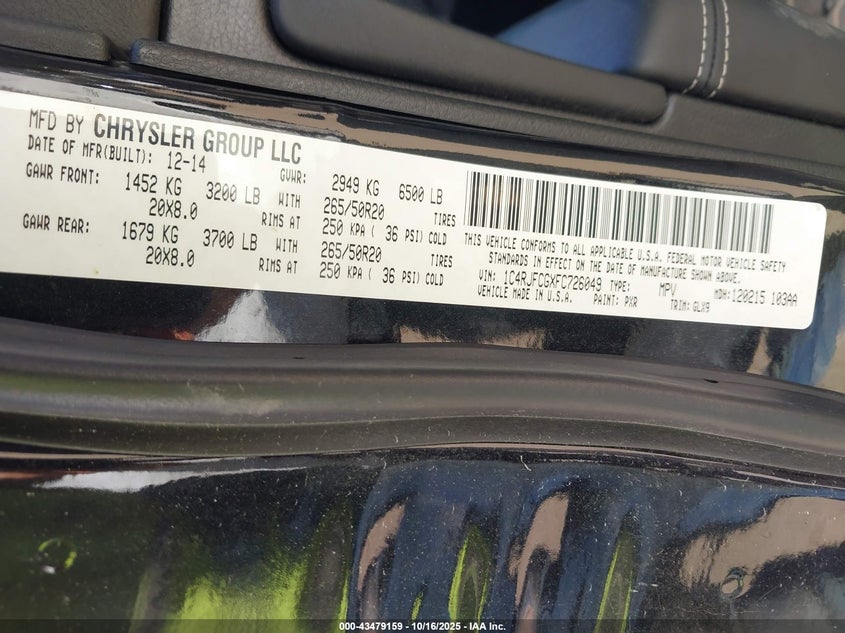 MFD BY CHRYSLER GROUP LLC
DATE OF MFR(BUILT): 12-14 GVWR: 2949 KG 6500 LB
GAWR FRONT: 1452 KG 3200 LB WITH 265/50R20 TIRES
20X8.0 RIMS AT 250 KPA ( 36 PSI) COLD
GAWR REAR: 1679 KG 3700 LB WITH 265/50R20 TIRES
20X8.0 RIMS AT 250 KPA ( 36 PSI) COLD
THIS VEHICLE CONFORMS TO ALL APPLICABLE U.S.A. FEDERAL MOTOR VEHICLE SAFETY
STANDARDS IN EFFECT ON THE DATE OF MANUFACTURE SHOWN ABOVE.
VIN: 1C4RJFCGXFC726049 TYPE: MPV MDH:120215 103AA
VEHICLE MADE IN U.S.A. PAINT: PXR TRIM: GLX9
000-43479159 - 10/16/2025 - IAA Inc.